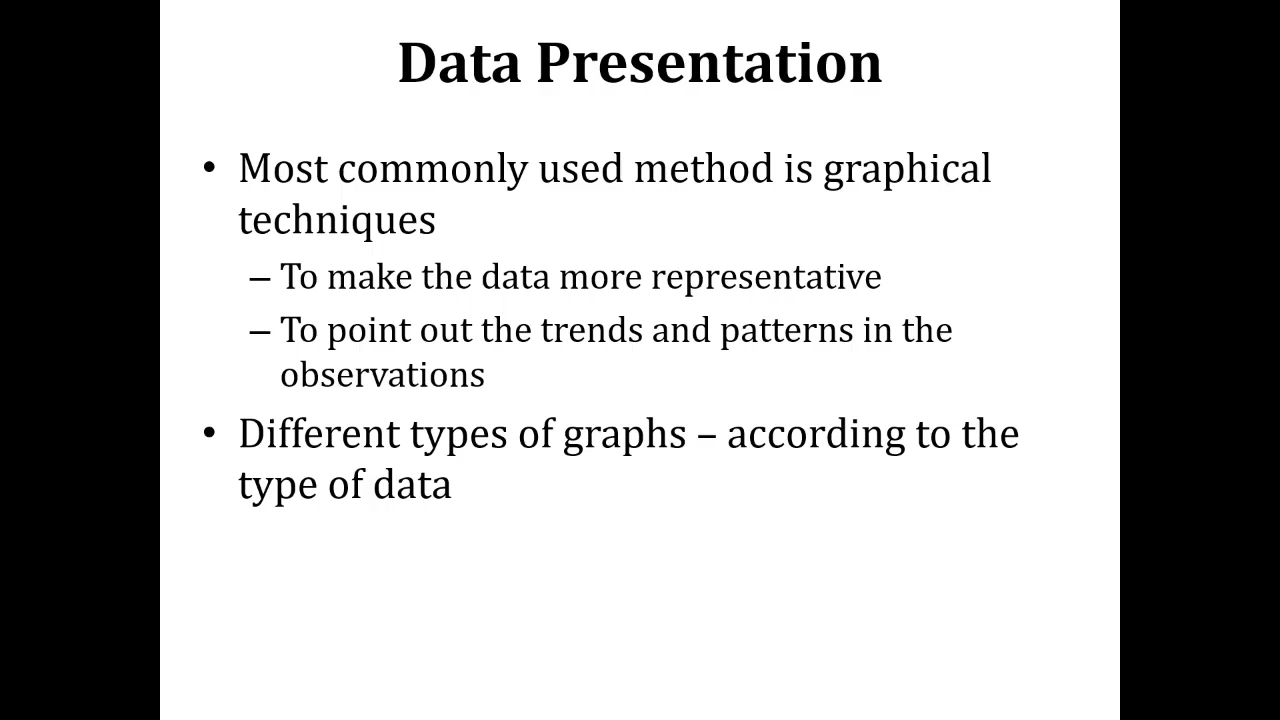 Data Presentation
• Most commonly used method is graphical
techniques
– To make the data more representative
– To point out the trends and patterns in the
observations
• Different types of graphs – according to the
type of data